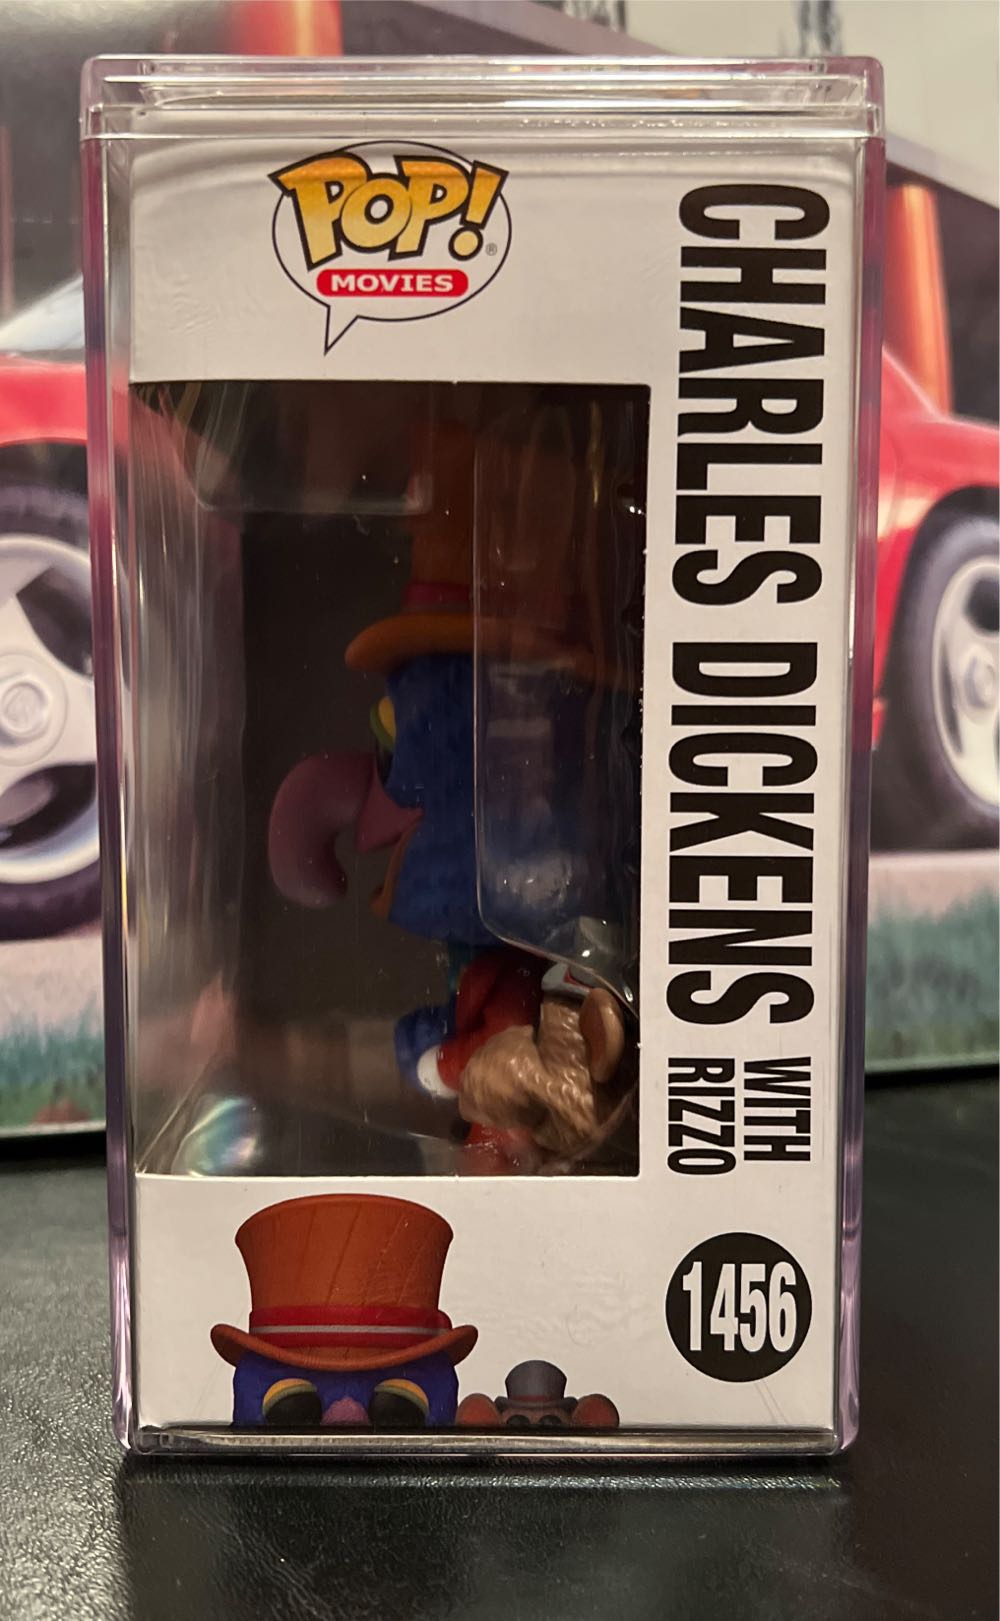 POP!®
MOVIES
CHARLES DICKENS WITH
RIZZO
1456